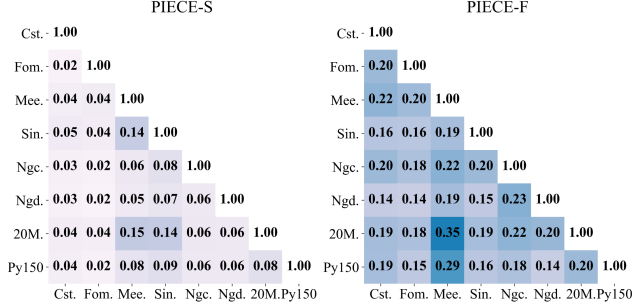 PIECE-S
Cst. 1.00
Fom. 0.02 1.00
Mee. 0.04 0.04 1.00
Sin. 0.05 0.04 0.14 1.00
Ngc. 0.03 0.02 0.06 0.08 1.00
Ngd. 0.03 0.02 0.05 0.07 0.06 1.00
20M. 0.04 0.04 0.15 0.14 0.06 0.06 1.00
Py150 0.04 0.02 0.08 0.09 0.06 0.06 0.08 1.00
Cst. Fom. Mee. Sin. Ngc. Ngd. 20M. Py150
PIECE-F
Cst. 1.00
Fom. 0.20 1.00
Mee. 0.22 0.20 1.00
Sin. 0.16 0.16 0.19 1.00
Ngc. 0.20 0.18 0.22 0.20 1.00
Ngd. 0.14 0.14 0.19 0.15 0.23 1.00
20M. 0.19 0.18 0.35 0.19 0.22 0.20 1.00
Py150 0.19 0.15 0.29 0.16 0.18 0.14 0.20 1.00
Cst. Fom. Mee. Sin. Ngc. Ngd. 20M. Py150